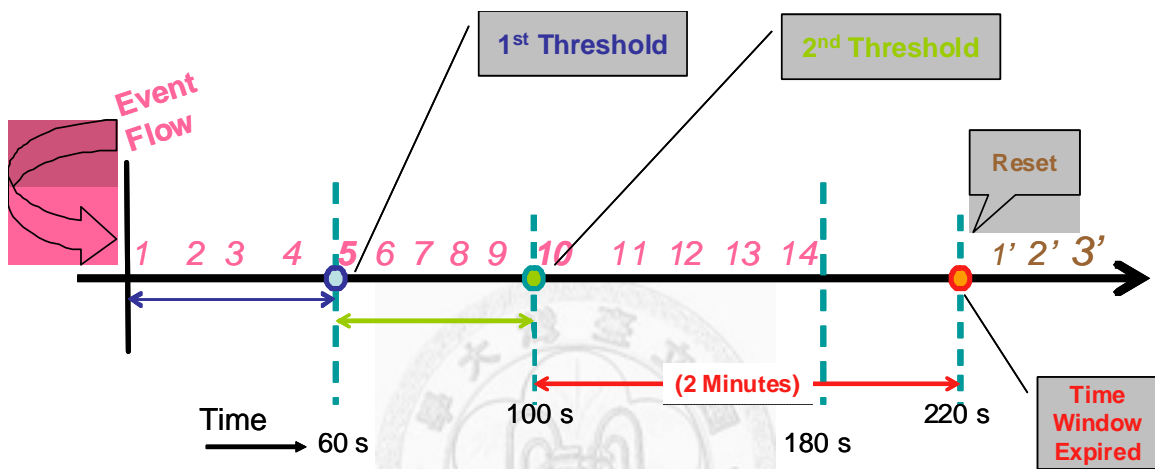 1st Threshold
2nd Threshold
Event
Flow
Reset
1 2 3 4 5 6 7 8 9 10 11 12 13 14 1’ 2’ 3’
(2 Minutes)
Time
60 s
100 s
180 s
220 s
Time
Window
Expired